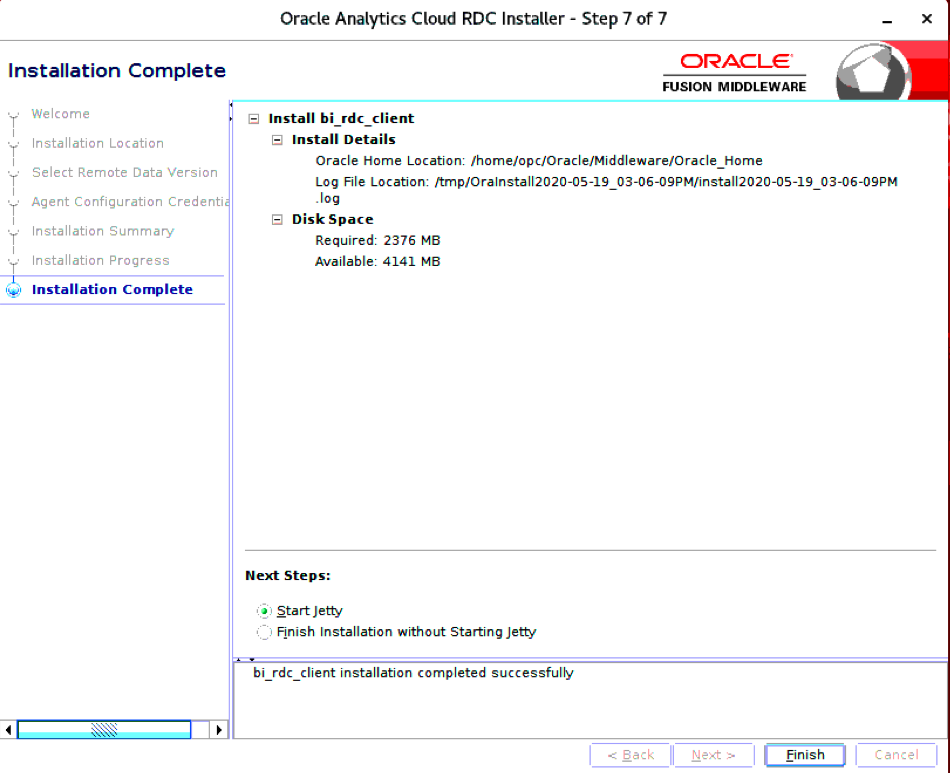 Oracle Analytics Cloud RDC Installer - Step 7 of 7
Installation Complete
ORACLE
FUSION MIDDLEWARE
Welcome
Installation Location
Select Remote Data Version
Agent Configuration Credentia
Installation Summary
Installation Progress
Installation Complete
Install bi_rdc_client
Install Details
Oracle Home Location: /home/opc/Oracle/Middleware/Oracle_Home
Log File Location: /tmp/OraInstall2020-05-19_03-06-09PM/install2020-05-19_03-06-09PM
.log
Disk Space
Required: 2376 MB
Available: 4141 MB
Next Steps:
Start Jetty
Finish Installation without Starting Jetty
bi_rdc_client installation completed successfully
< Back Next > Finish Cancel